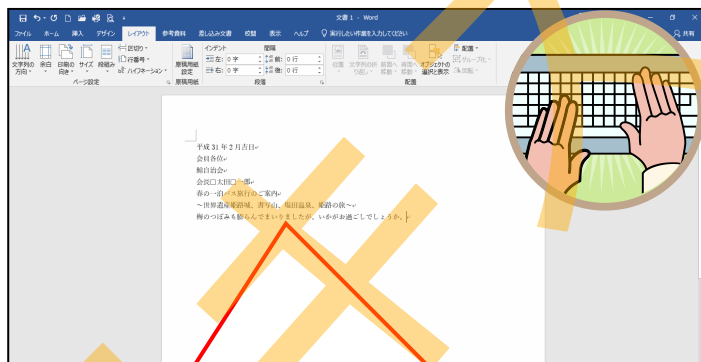 文書 1 - Word
ファイル ホーム 挿入 デザイン レイアウト 参考資料 差し込み文書 校閲 表示 ヘルプ 実行したい作業を入力してください 共有
文字列の方向 余白 印刷の向き サイズ 段組み 区切り 行番号 ハイフネーション
ページ設定
原稿用紙設定
原稿用紙
インデント 間隔
左: 0 字 前: 0 行
右: 0 字 後: 0 行
段落
位置 文字列の折り返し 前面へ移動 背面へ移動 オブジェクトの選択と表示 配置 グループ化 回転
配置
平成 31 年 2 月吉日
会員各位
鯨自治会
会長□太田□一郎
春の一泊バス旅行のご案内
～世界遺産姫路城、書写山、塩田温泉、姫路の旅～
梅のつぼみも膨らんでまいりましたが、いかがお過ごしでしょうか。